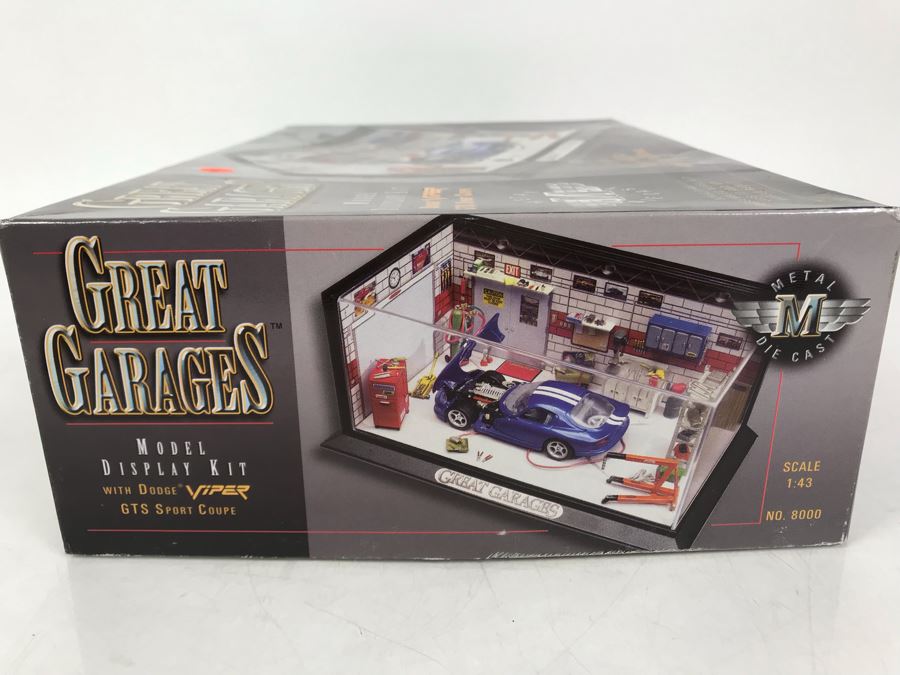 GREAT
GARAGES™
MODEL
DISPLAY KIT
WITH DODGE® VIPER
GTS SPORT COUPE
EXIT
GREAT GARAGES
METAL
M
DIE CAST
SCALE
1:43
NO. 8000